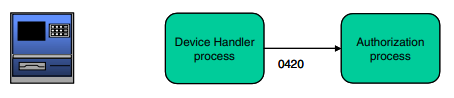 Device Handler
process
0420
Authorization
process